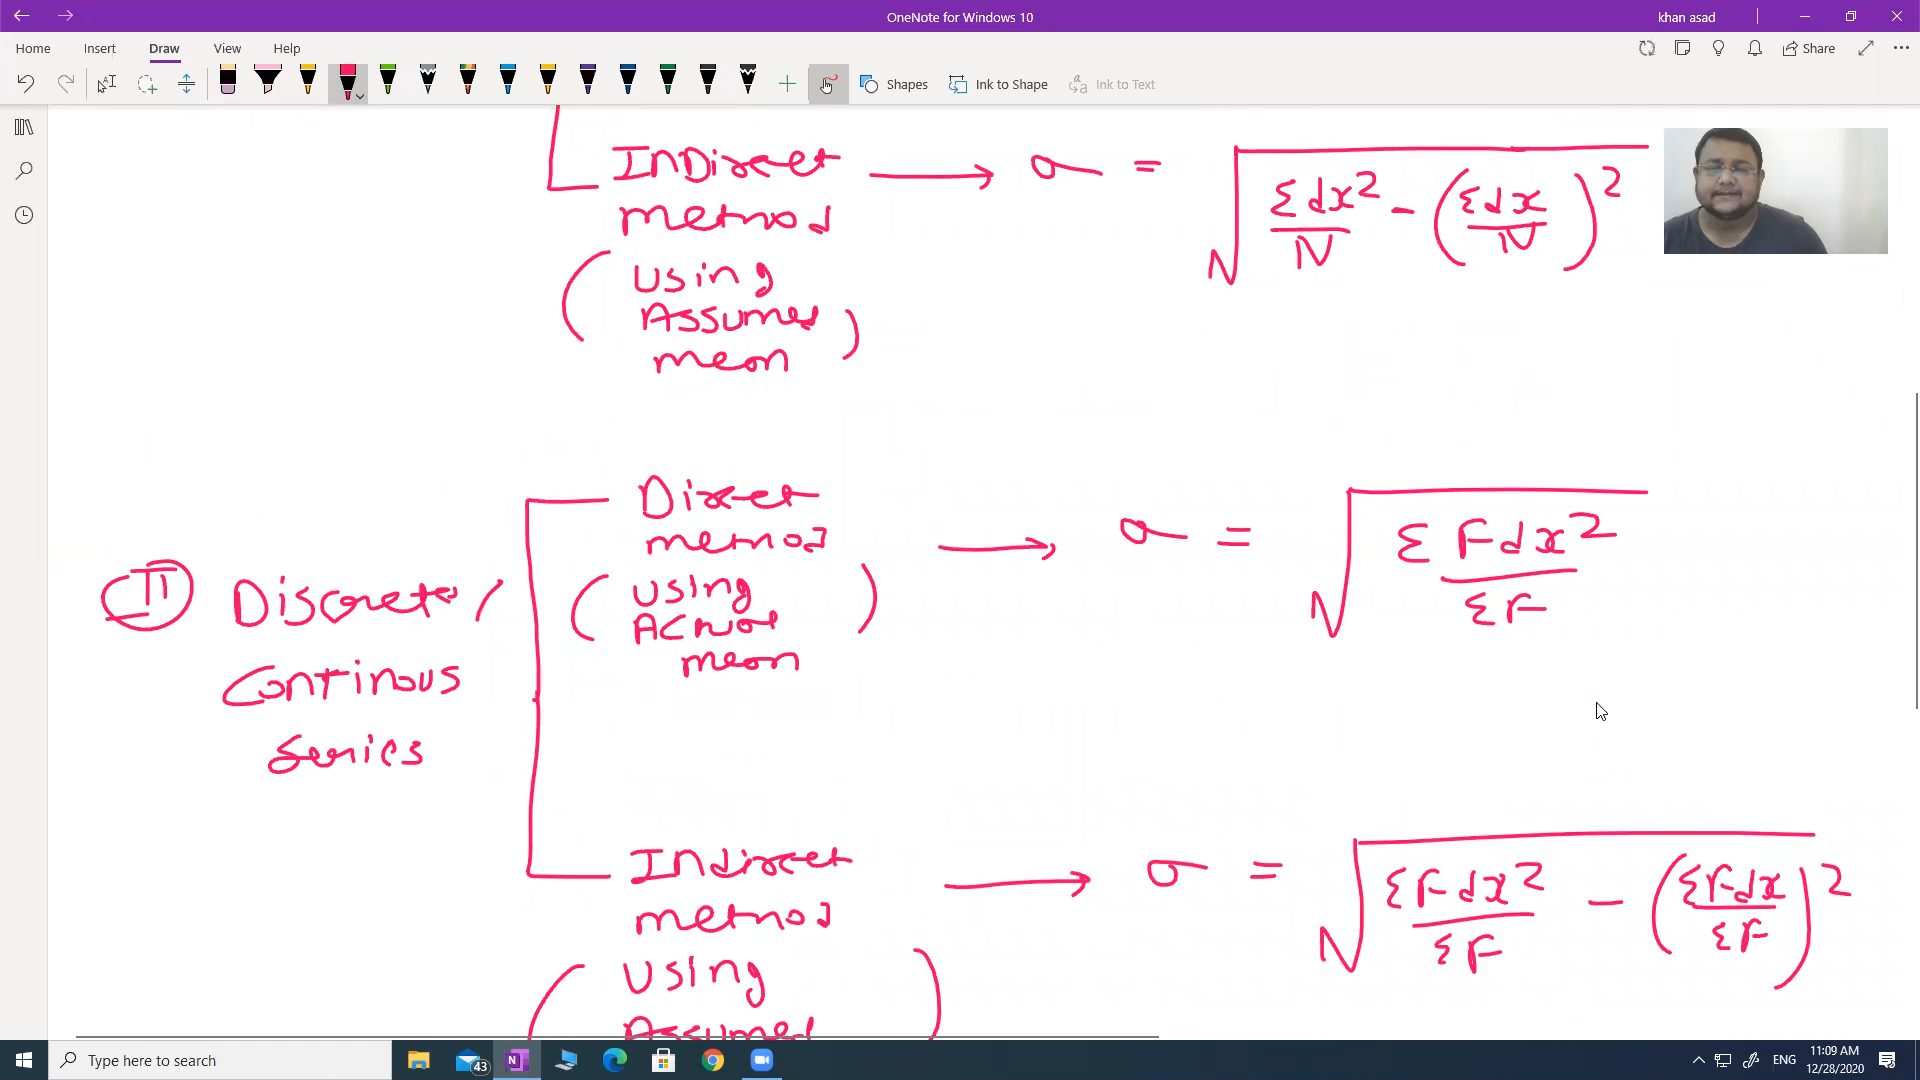 OneNote for Windows 10
khan asad
Home Insert Draw View Help
Share
Shapes
Ink to Shape
Ink to Text
InDirect method → σ = √(Σdx²/N - (Σdx/N)²)
(Using Assumed mean)
II Discrete / Continous Series
Direct method → σ = √(ΣFdx²/ΣF)
(Using Actual mean)
Indirect method → σ = √(ΣFdx²/ΣF - (ΣFdx/ΣF)²)
(Using
Assumed
Type here to search
43
ENG
11:09 AM
12/28/2020